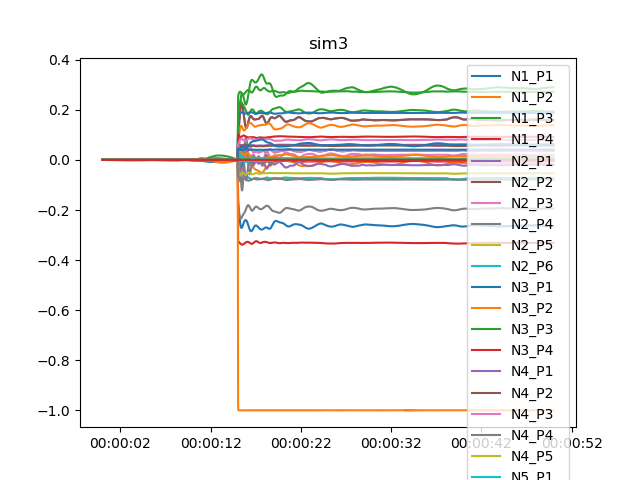 sim3
0.4
0.2
0.0
−0.2
−0.4
−0.6
−0.8
−1.0
00:00:02
00:00:12
00:00:22
00:00:32
00:00:42
00:00:52
N1_P1
N1_P2
N1_P3
N1_P4
N2_P1
N2_P2
N2_P3
N2_P4
N2_P5
N2_P6
N3_P1
N3_P2
N3_P3
N3_P4
N4_P1
N4_P2
N4_P3
N4_P4
N4_P5
N5_P1